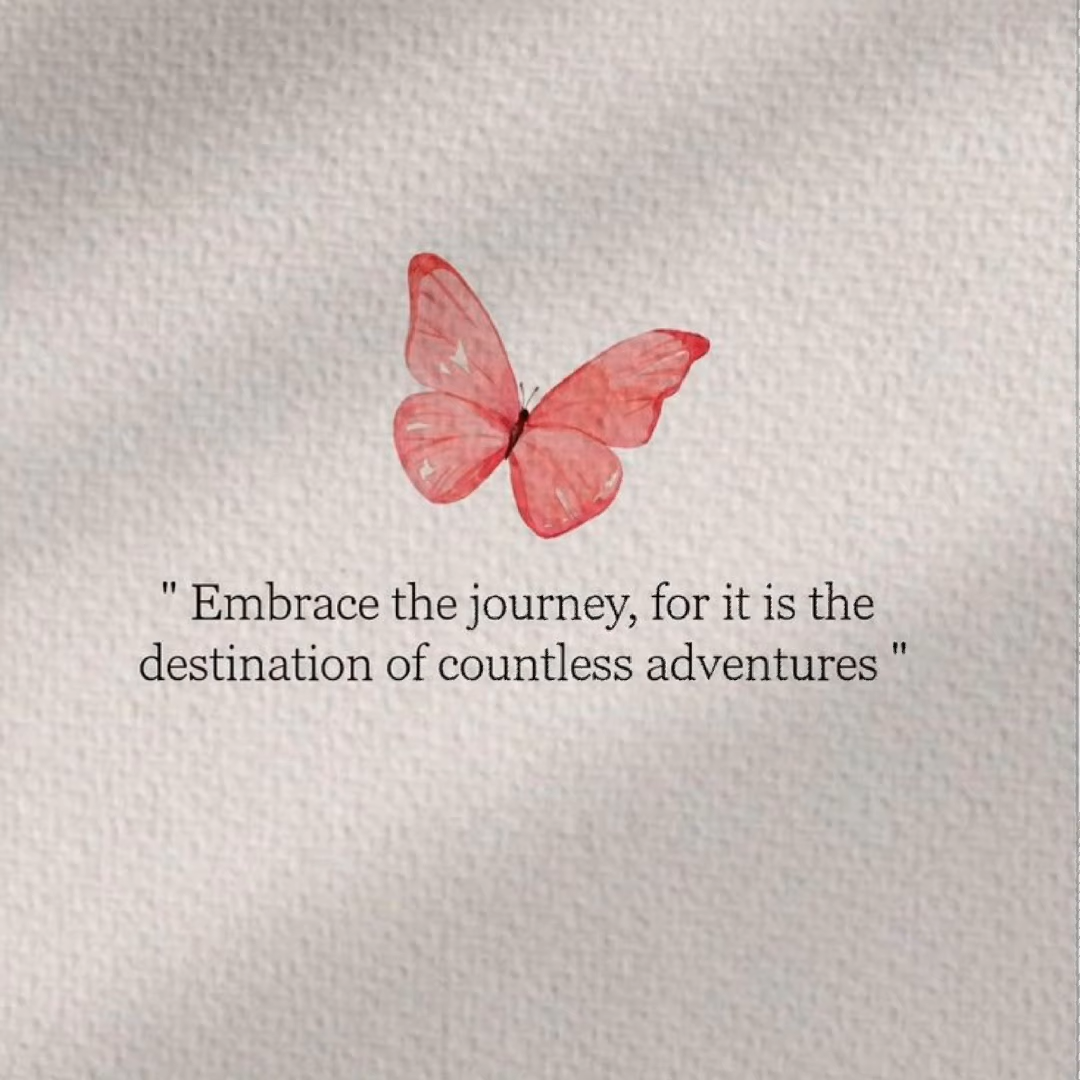 " Embrace the journey, for it is the
destination of countless adventures "